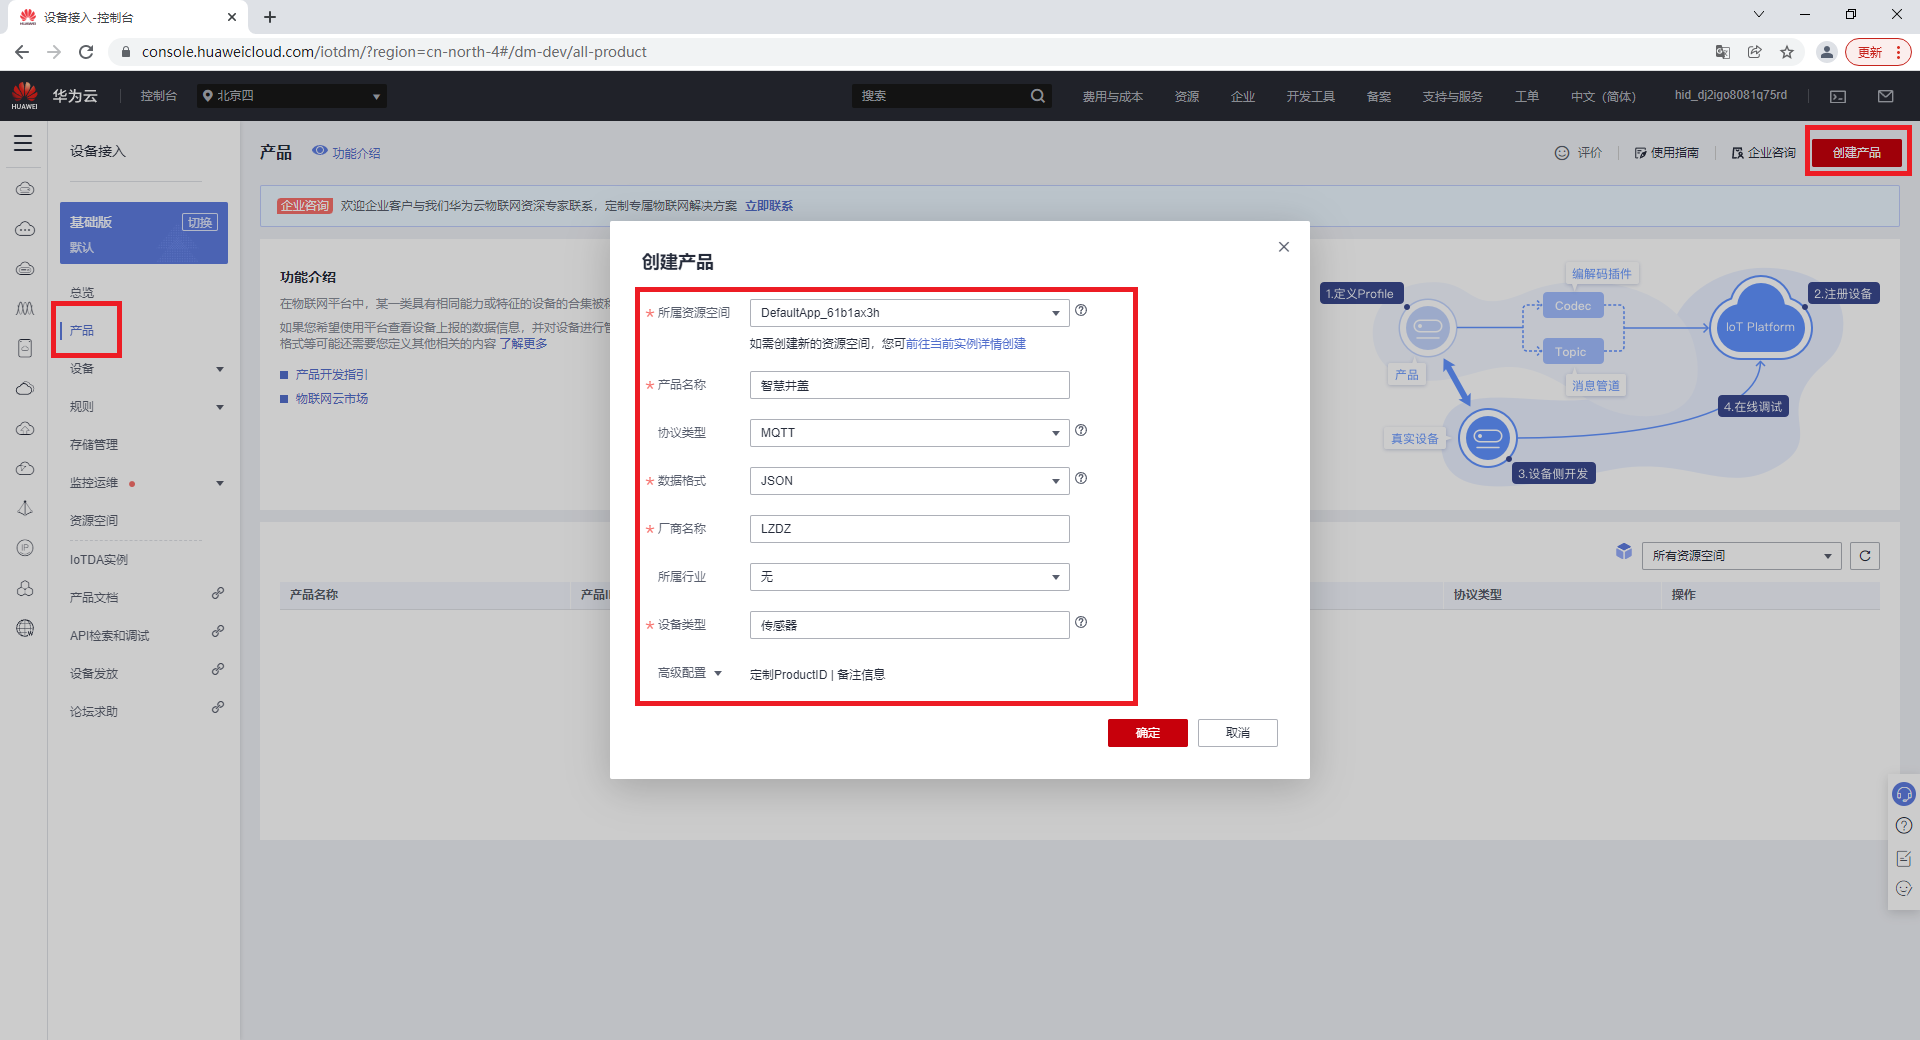 设备接入-控制台
console.huaweicloud.com/iotdm/?region=cn-north-4#/dm-dev/all-product
更新
HUAWEI
华为云
控制台
北京四
搜索
费用与成本
资源
企业
开发工具
备案
支持与服务
工单
中文 (简体)
hid_dj2igo8081q75rd
设备接入
基础版
切换
默认
总览
产品
设备
规则
存储管理
监控运维
资源空间
IoTDA实例
产品文档
API检索和调试
设备发放
论坛求助
产品
功能介绍
评价
使用指南
企业咨询
创建产品
企业咨询 欢迎企业客户与我们华为云物联网资深专家联系，定制专属物联网解决方案 立即联系
功能介绍
在物联网平台中，某一类具有相同能力或特征的设备的合集被称
如果您希望使用平台查看设备上报的数据信息，并对设备进行管
格式等可能还需要您定义其他相关的内容 了解更多
产品开发指引
物联网云市场
1.定义Profile
编解码插件
Codec
Topic
消息管道
产品
真实设备
IoT Platform
2.注册设备
3.设备侧开发
4.在线调试
所有资源空间
产品名称
产品I
协议类型
操作
创建产品
* 所属资源空间
DefaultApp_61b1ax3h
如需创建新的资源空间，您可前往当前实例详情创建
* 产品名称
智慧井盖
协议类型
MQTT
* 数据格式
JSON
* 厂商名称
LZDZ
所属行业
无
* 设备类型
传感器
高级配置
定制ProductID | 备注信息
确定
取消